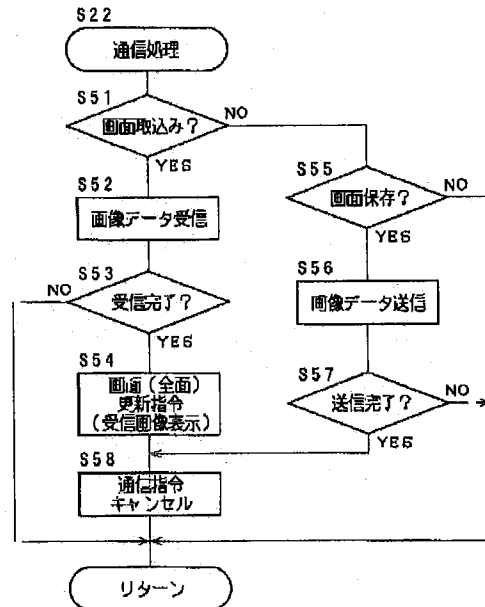 S22
通信処理
S51
画面取込み?
NO
YES
S52
画像データ受信
S53
NO
受信完了?
YES
S54
画面(全面)
更新指令
(受信画像表示)
S55
画面保存?
NO
YES
S56
画像データ送信
S57
送信完了?
NO
YES
S58
通信指令
キャンセル
リターン